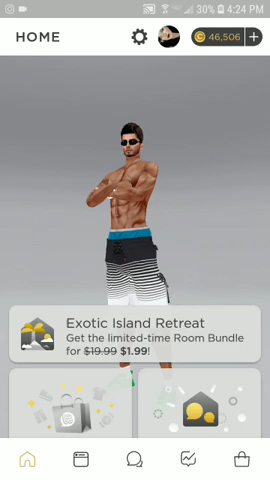 30% 4:24 PM
HOME
46,506 +
Exotic Island Retreat
Get the limited-time Room Bundle
for $19.99 $1.99!